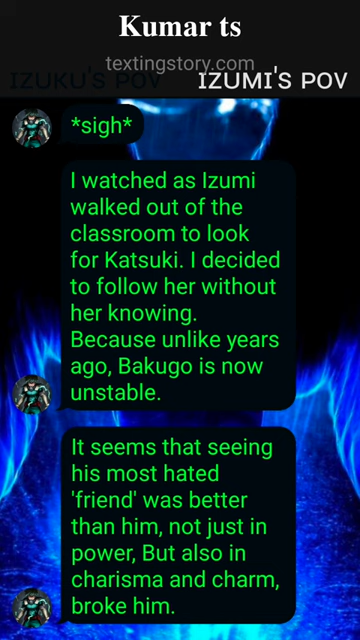 Kumar ts
textingstory.com
IZUKU'S POV
IZUMI'S POV
*sigh*
I watched as Izumi
walked out of the
classroom to look
for Katsuki. I decided
to follow her without
her knowing.
Because unlike years
ago, Bakugo is now
unstable.
It seems that seeing
his most hated
'friend' was better
than him, not just in
power, But also in
charisma and charm,
broke him.